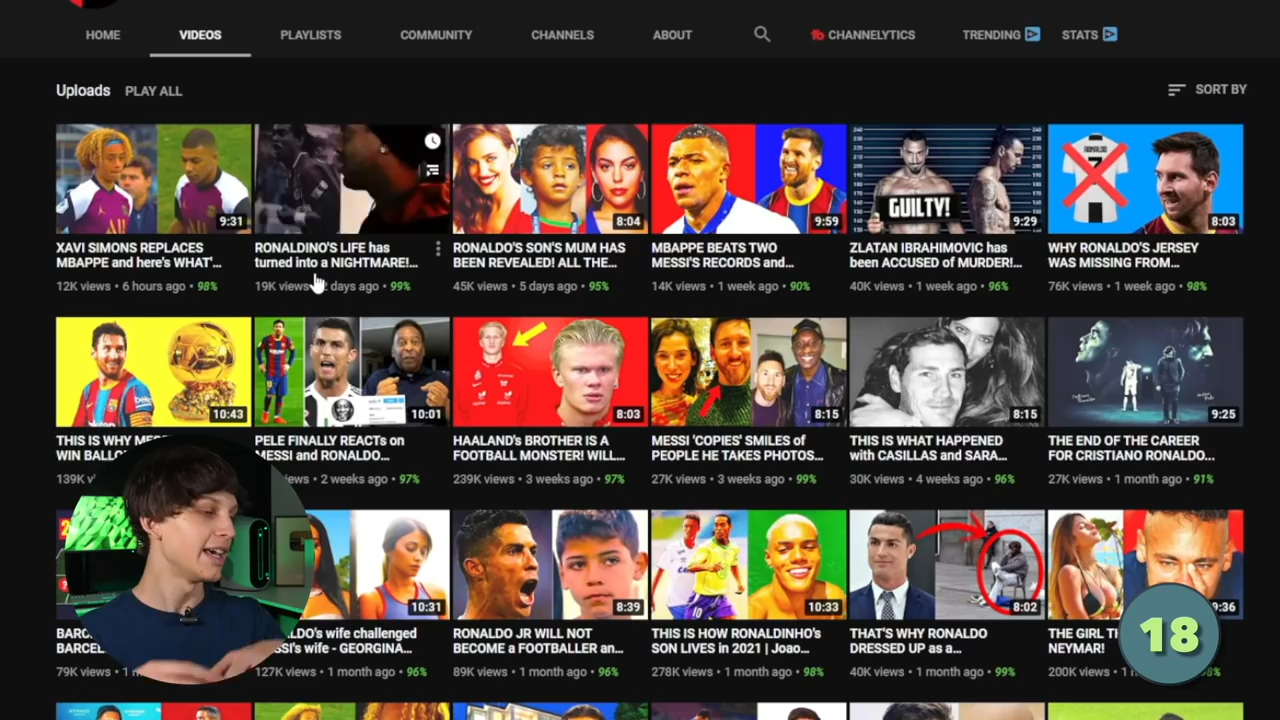 HOME
VIDEOS
PLAYLISTS
COMMUNITY
CHANNELS
ABOUT
CHANNELYTICS
TRENDING
STATS
Uploads
PLAY ALL
SORT BY
9:31
8:04
9:59
GUILTY!
9:29
RONALDO
8:03
XAVI SIMONS REPLACES
MBAPPE and here's WHAT'...
12K views • 6 hours ago • 98%
RONALDINO'S LIFE has
turned into a NIGHTMARE!...
19K views
2 days ago • 99%
RONALDO'S SON'S MUM HAS
BEEN REVEALED! ALL THE...
45K views • 5 days ago • 95%
MBAPPE BEATS TWO
MESSI'S RECORDS and...
14K views • 1 week ago • 90%
ZLATAN IBRAHIMOVIC has
been ACCUSED of MURDER!...
40K views • 1 week ago • 96%
WHY RONALDO'S JERSEY
WAS MISSING FROM...
76K views • 1 week ago • 98%
10:43
10:01
8:03
8:15
8:15
9:25
THIS IS WHY
WIN
139K
PELE FINALLY REACTs on
MESSI and RONALDO...
2 weeks ago • 97%
HAALAND's BROTHER IS A
FOOTBALL MONSTER! WILL...
239K views • 3 weeks ago • 97%
MESSI 'COPIES' SMILES of
PEOPLE HE TAKES PHOTOS...
27K views • 3 weeks ago • 99%
THIS IS WHAT HAPPENED
with CASILLAS and SARA...
30K views • 4 weeks ago • 96%
THE END OF THE CAREER
FOR CRISTIANO RONALDO...
27K views • 1 month ago • 91%
10:31
8:39
10:33
8:02
9:36
79K views
wife challenged
wife - GEORGINA...
127K views • 1 month ago • 96%
RONALDO JR WILL NOT
BECOME a FOOTBALLER an...
89K views • 1 month ago • 96%
THIS IS HOW RONALDINHO's
SON LIVES in 2021 | Joao...
278K views • 1 month ago • 98%
THAT'S WHY RONALDO
DRESSED UP as a...
40K views • 1 month ago • 99%
THE GIRL
NEYMAR!
200K views
18